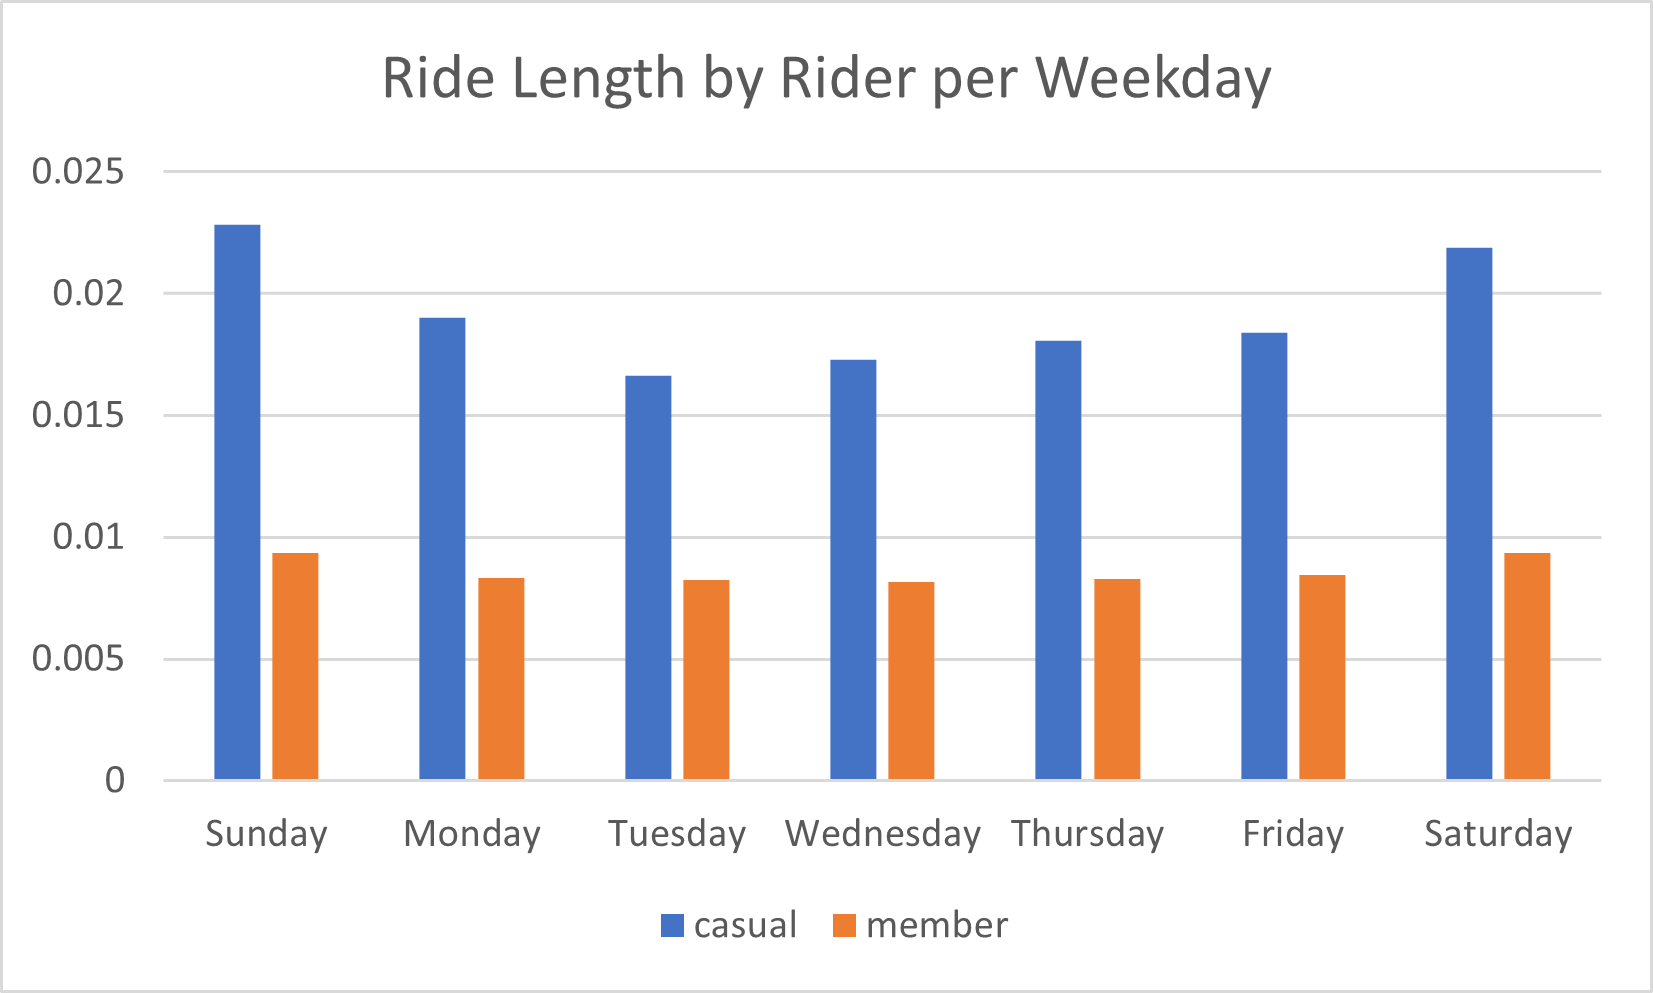 Ride Length by Rider per Weekday
0.025
0.02
0.015
0.01
0.005
0
Sunday Monday Tuesday Wednesday Thursday Friday Saturday
casual member